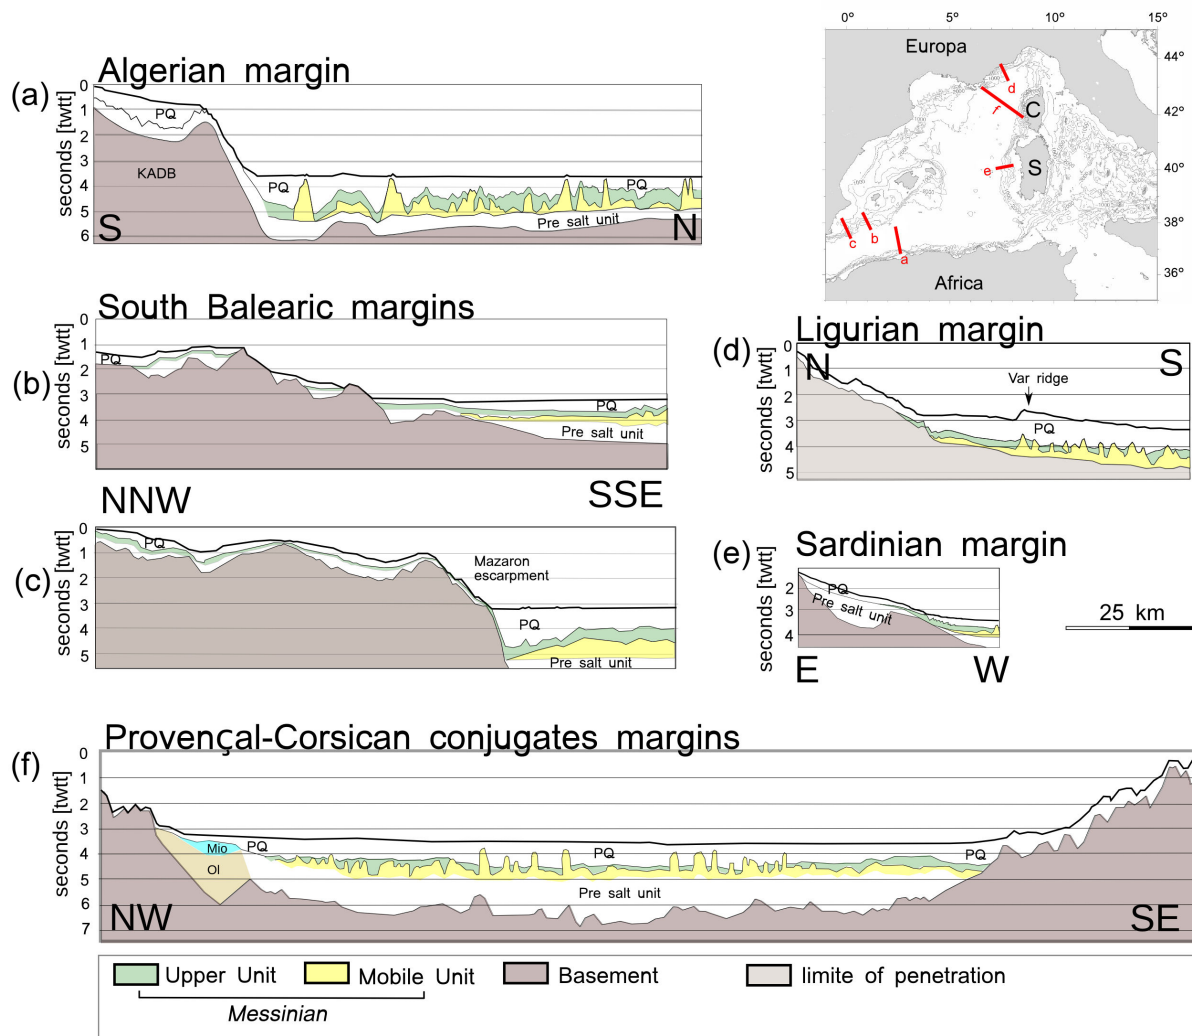 0° 5° 10° 15°
Europa
44°
42°
40°
38°
36°
d
f
C
e
S
c
b
a
Africa
Algerian margin
(a)
seconds [twtt]
0
1
2
3
4
5
6
PQ
KADB
PQ
PQ
Pre salt unit
S
N
South Balearic margins
(b)
seconds [twtt]
0
1
2
3
4
5
PQ
PQ
Pre salt unit
NNW
SSE
(c)
seconds [twtt]
0
1
2
3
4
5
PQ
Mazaron
escarpment
PQ
Pre salt unit
Ligurian margin
(d)
seconds [twtt]
0
1
2
3
4
5
N
S
Var ridge
PQ
Sardinian margin
(e)
seconds [twtt]
2
3
4
PQ
Pre salt unit
E
W
25 km
Provençal-Corsican conjugates margins
(f)
seconds [twtt]
0
1
2
3
4
5
6
7
Mio
Ol
PQ
PQ
PQ
Pre salt unit
NW
SE
Upper Unit
Mobile Unit
Basement
limite of penetration
Messinian